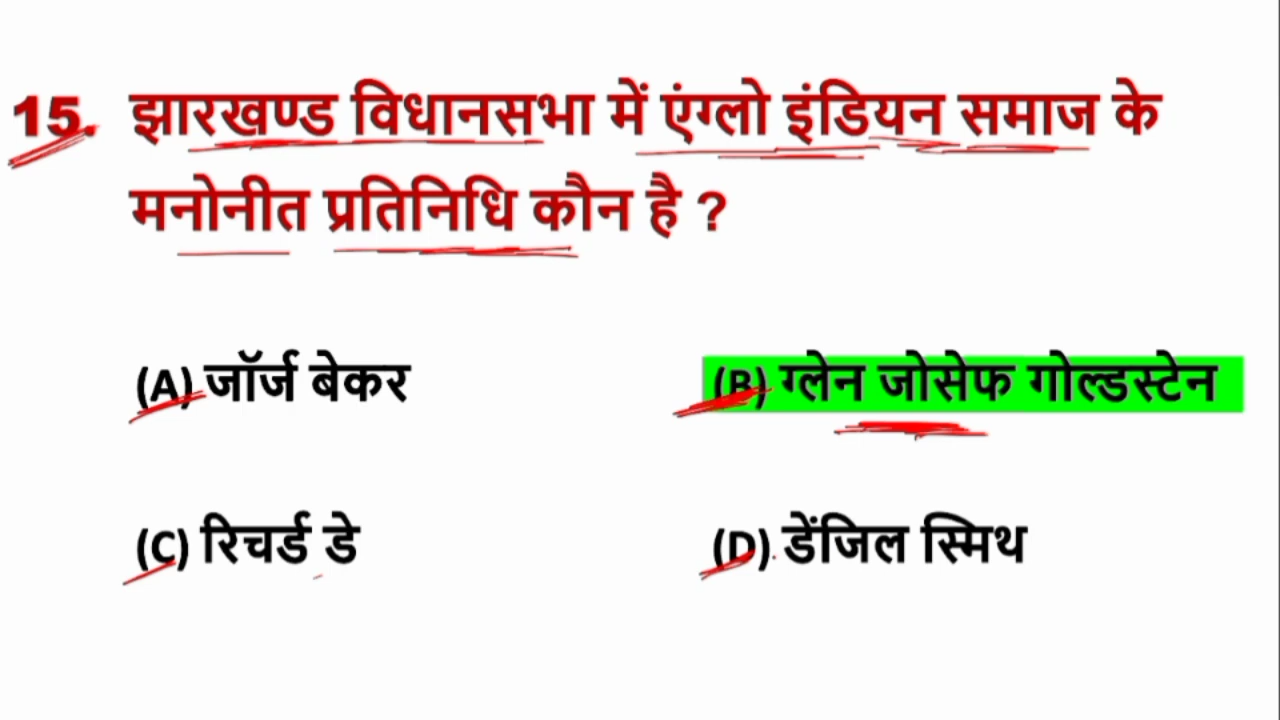 15. झारखण्ड विधानसभा में एंग्लो इंडियन समाज के
मनोनीत प्रतिनिधि कौन है ?
(A) जॉर्ज बेकर
(B) ग्लेन जोसेफ गोल्डस्टेन
(C) रिचर्ड डे
(D) डेंजिल स्मिथ